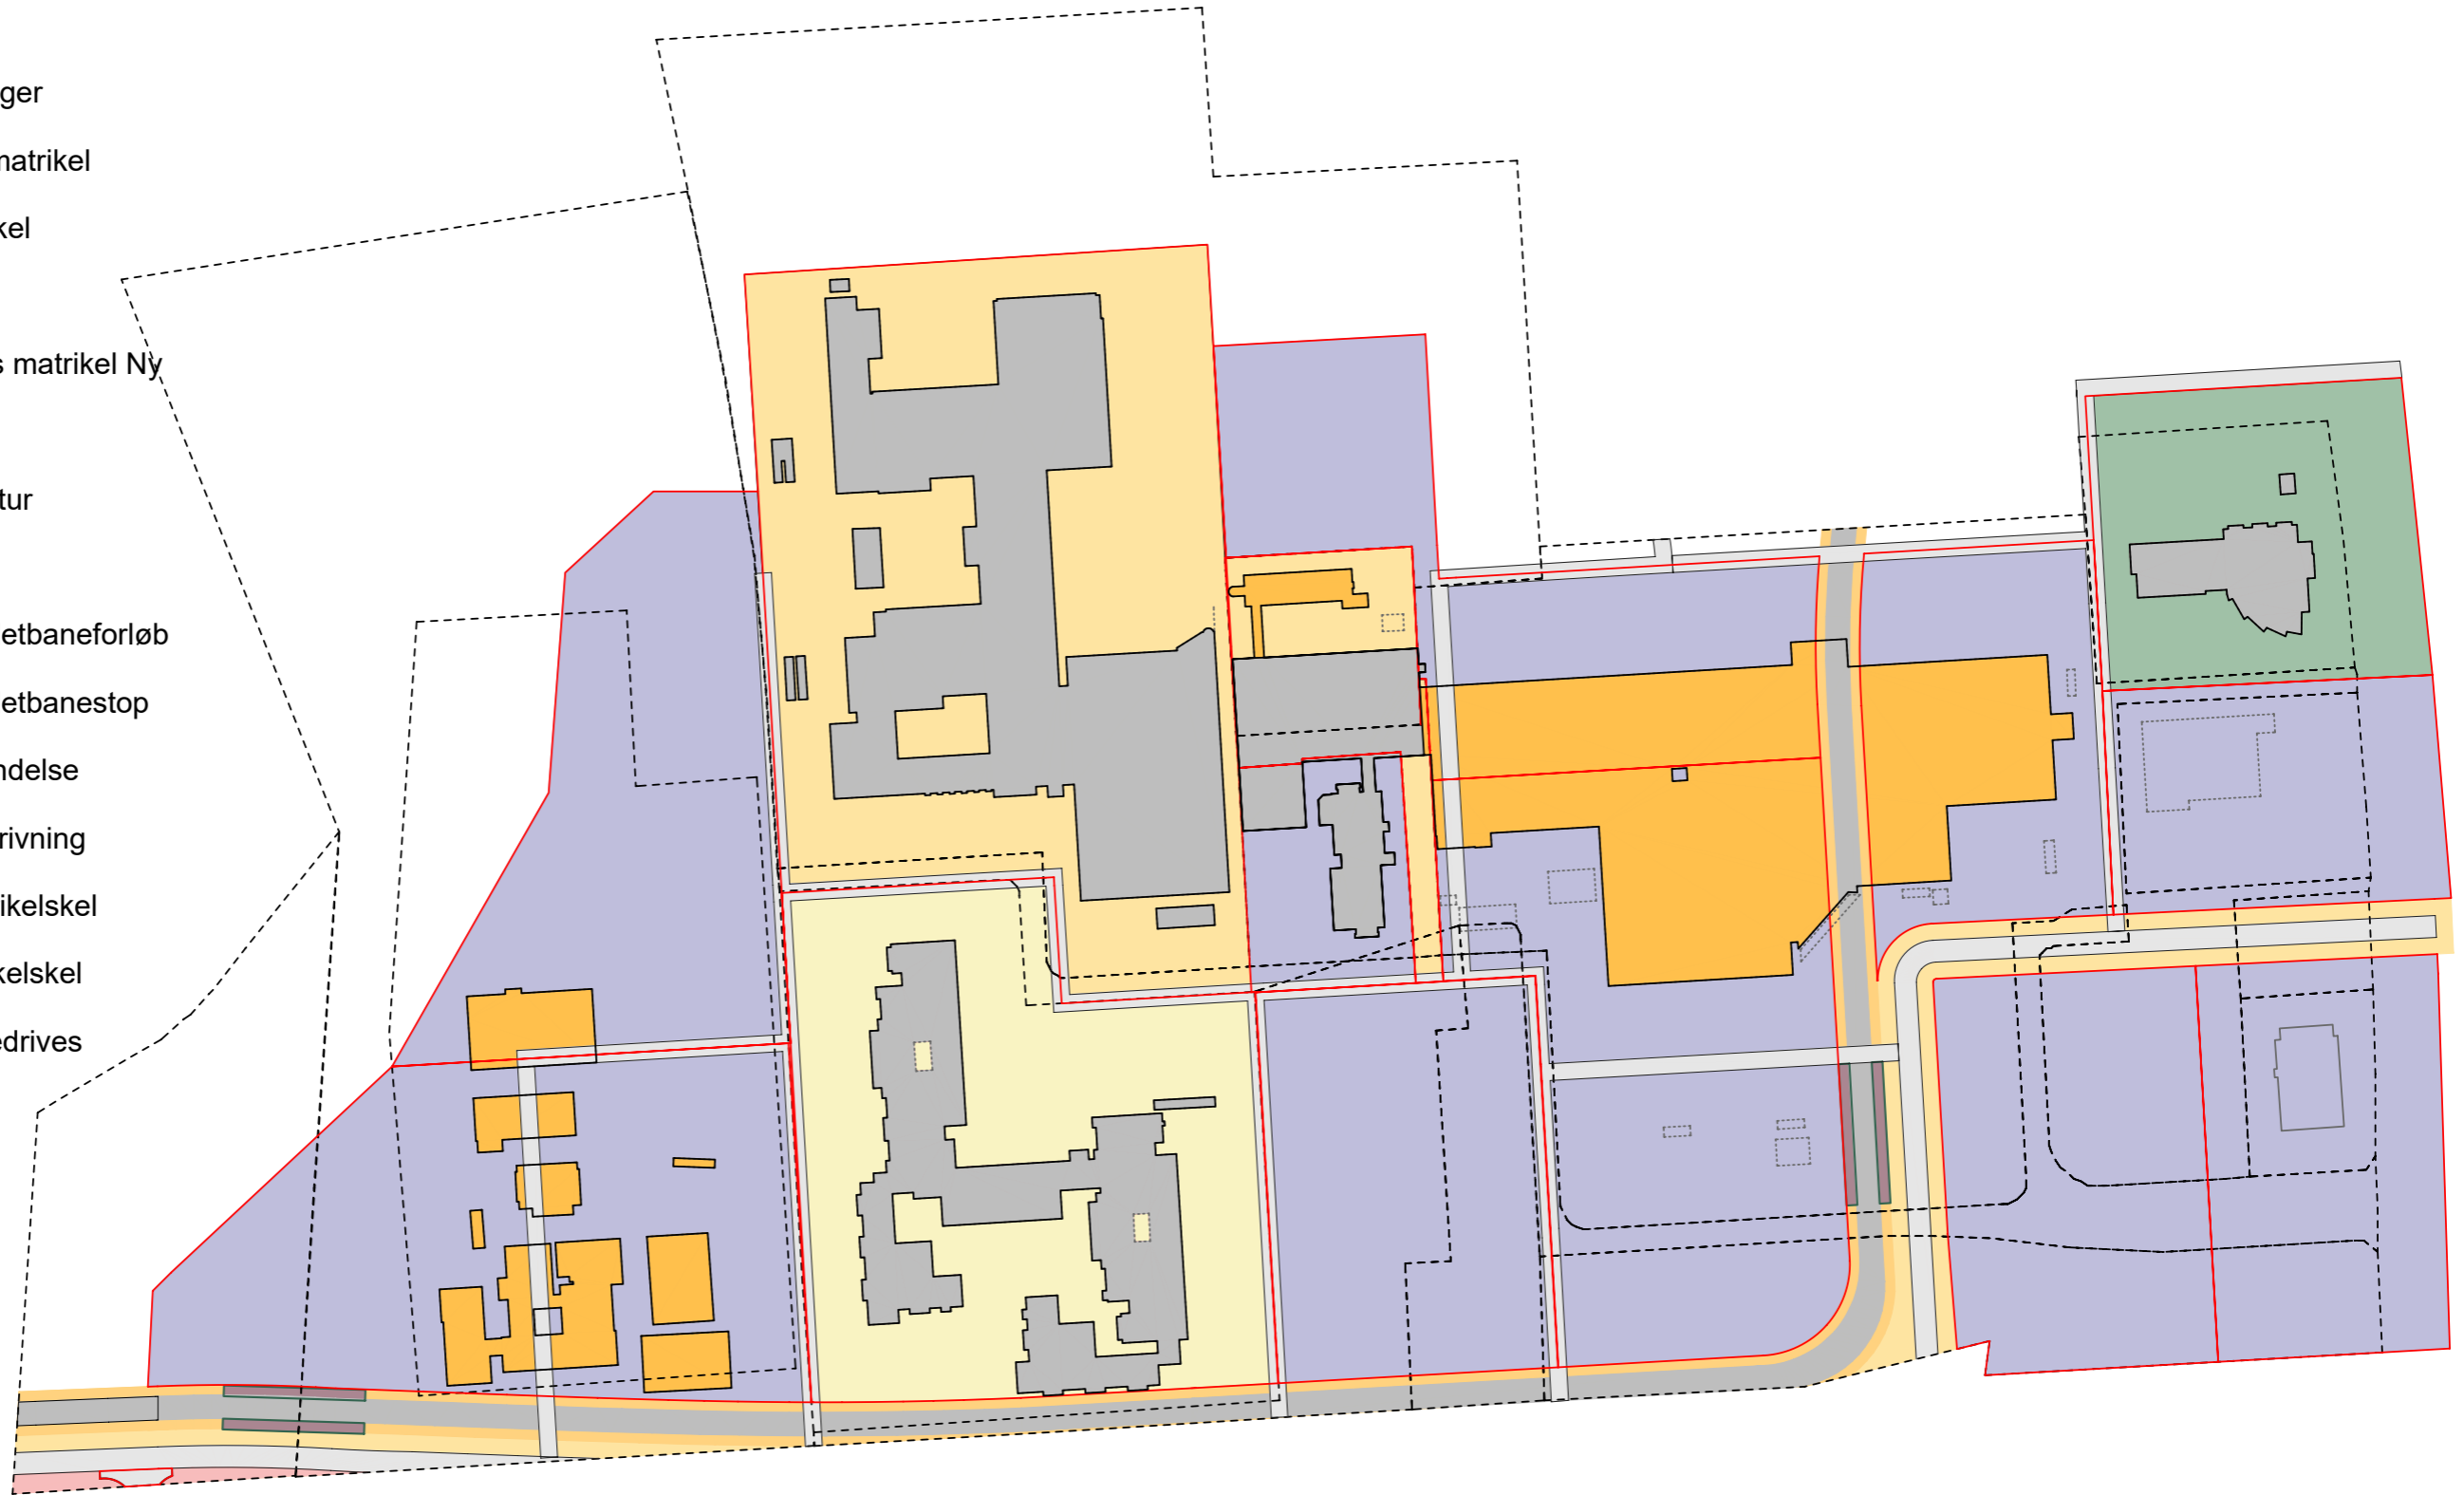 ger
matrikel
kel
s matrikel Ny
tur
etbaneforløb
etbanestop
ndelse
rivning
ikelskel
kelskel
edrives